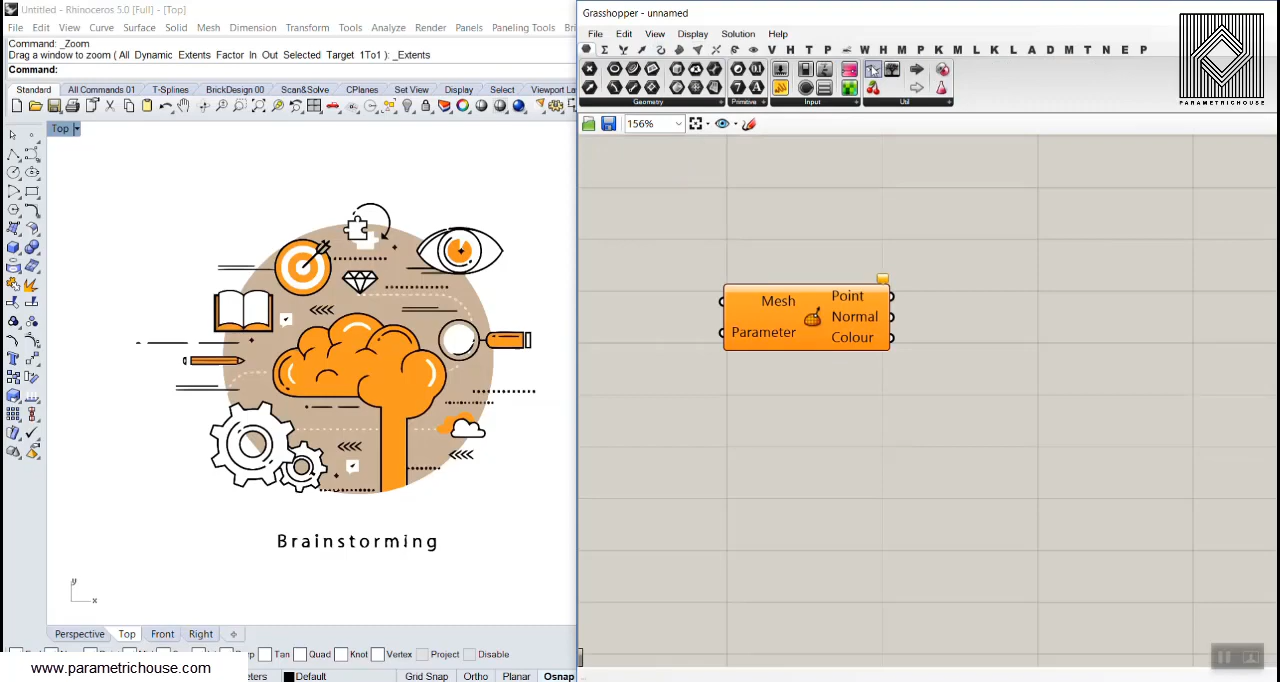 Untitled - Rhinoceros 5.0 [Full] - [Top]
File Edit View Curve Surface Solid Mesh Dimension Transform Tools Analyze Render Panels Paneling Tools Br
Command: _Zoom
Drag a window to zoom ( All Dynamic Extents Factor In Out Selected Target 1To1 ): _Extents
Command:
Standard All Commands 01 T-Splines BrickDesign 00 Scan&Solve CPlanes Set View Display Select Viewport La
Top
Brainstorming
y
x
Perspective Top Front Right
Tan Quad Knot Vertex Project Disable
www.parametrichouse.com
eters Default Grid Snap Ortho Planar Osnap
Grasshopper - unnamed
File Edit View Display Solution Help
V H T P W H M P K M L K L A D M T N E P
Geometry Primitive Input Util
156%
Mesh
Parameter
Point
Normal
Colour
PARAMETRICHOUSE